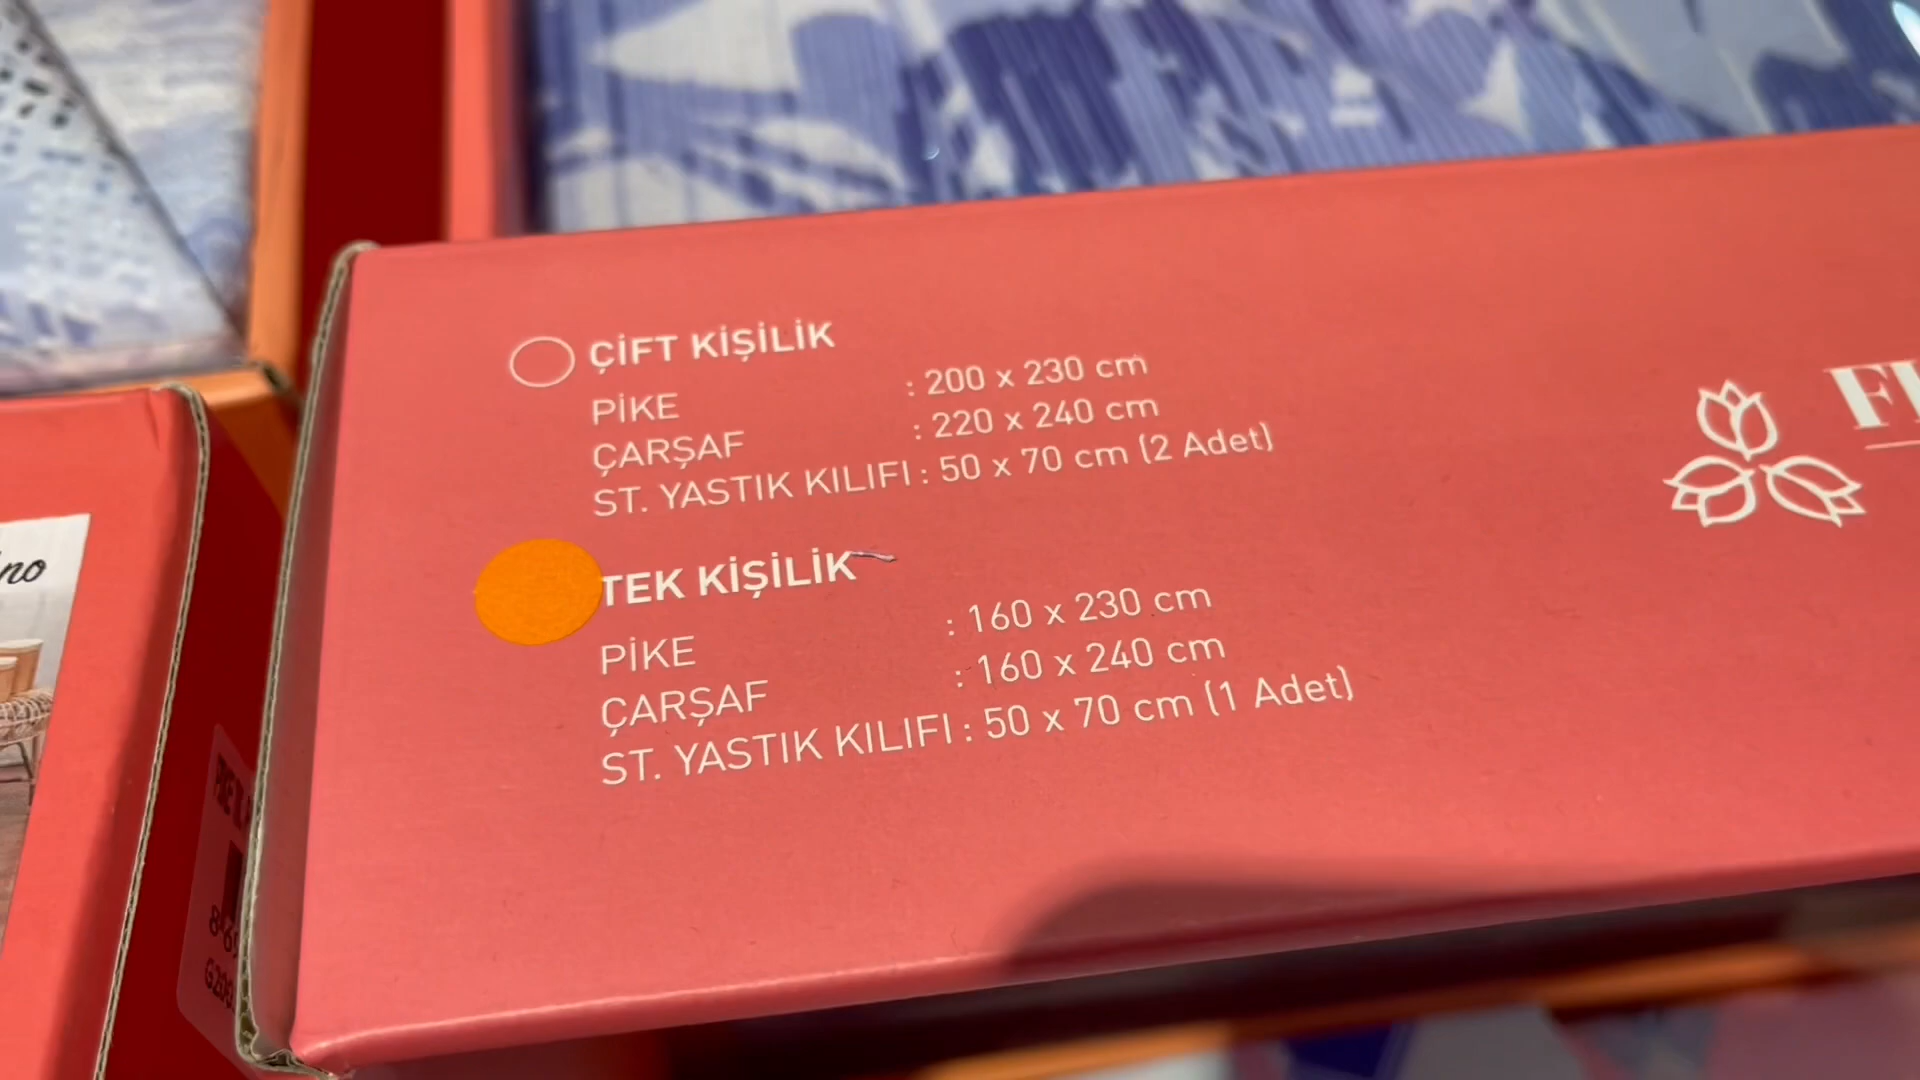 ÇİFT KİŞİLİK
PİKE : 200 x 230 cm
ÇARŞAF : 220 x 240 cm
ST. YASTIK KILIFI : 50 x 70 cm (2 Adet)
TEK KİŞİLİK
PİKE : 160 x 230 cm
ÇARŞAF : 160 x 240 cm
ST. YASTIK KILIFI : 50 x 70 cm (1 Adet)